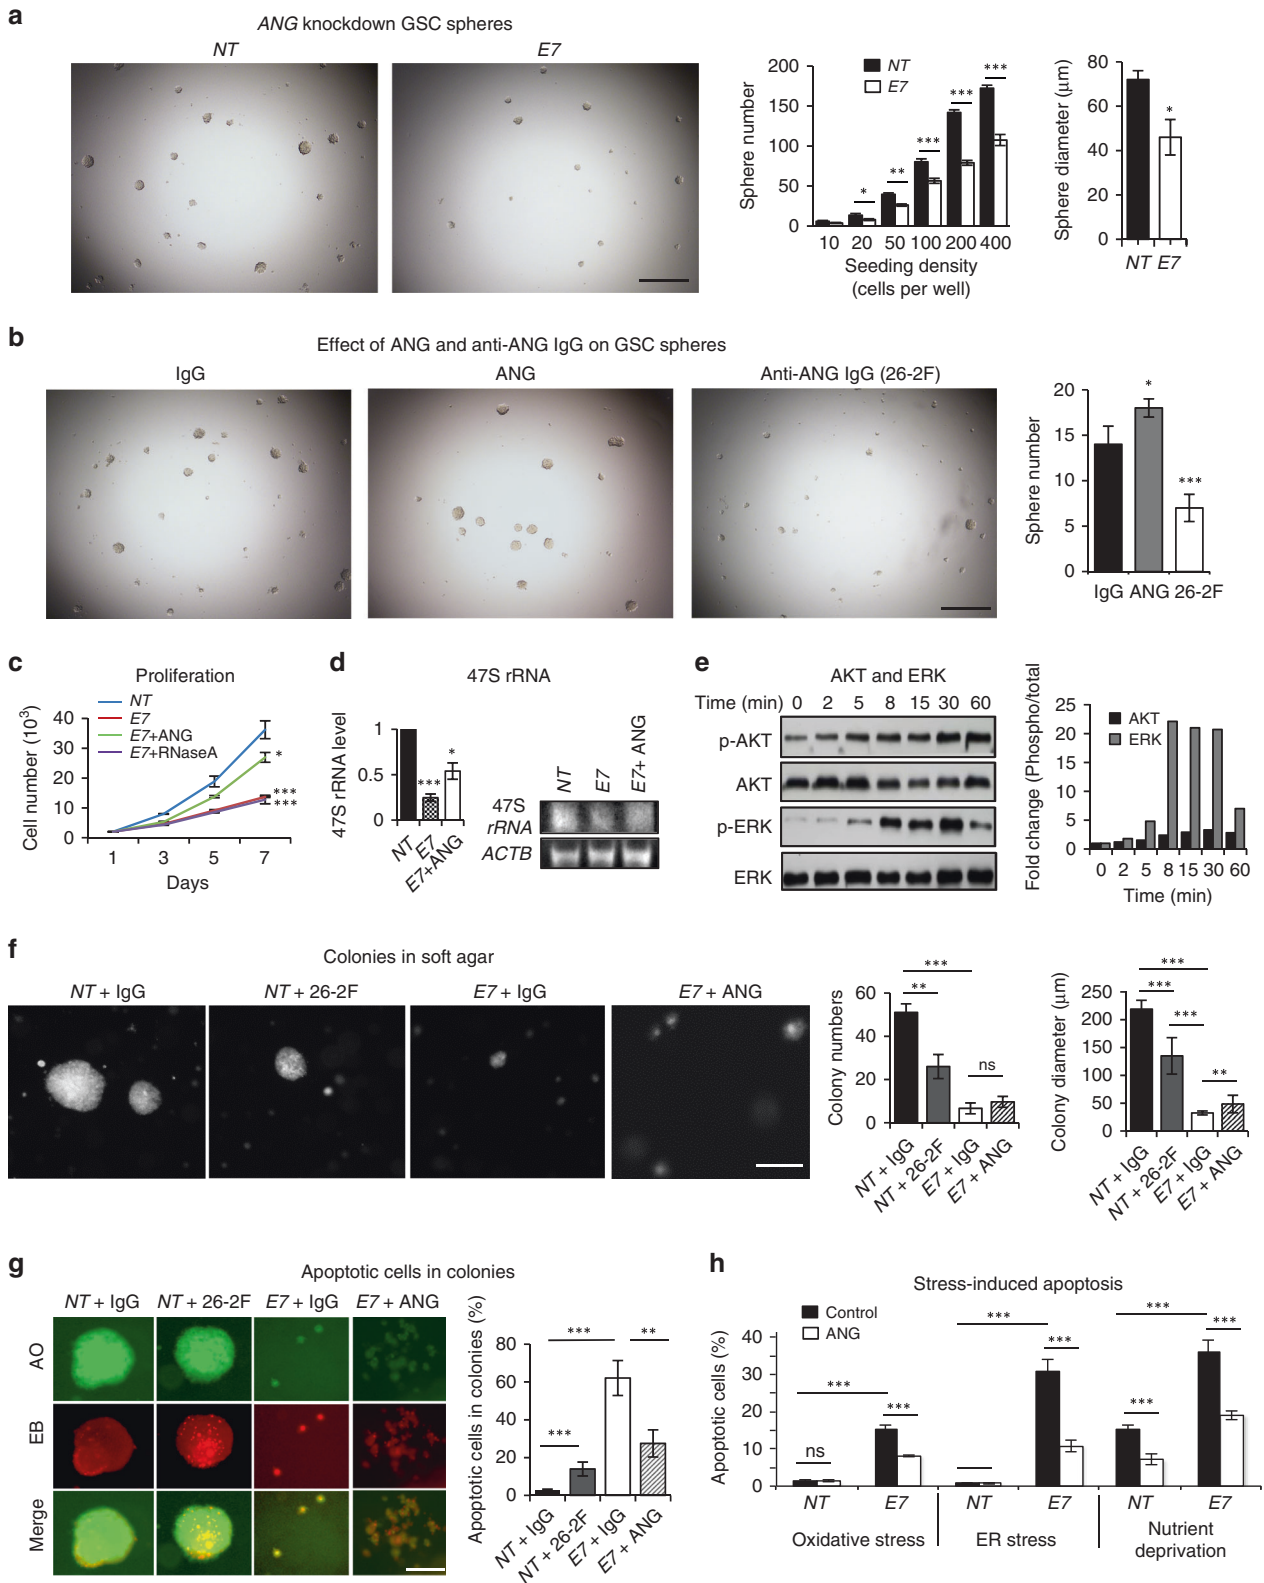 a
ANG knockdown GSC spheres
NT
E7
Sphere number
200
150
100
50
0
NT
E7
*
**
***
***
***
10 20 50 100 200 400
Seeding density
(cells per well)
Sphere diameter (μm)
80
60
40
20
0
*
NT E7
b
Effect of ANG and anti-ANG IgG on GSC spheres
IgG
ANG
Anti-ANG IgG (26-2F)
Sphere number
20
15
10
5
0
*
***
IgG ANG 26-2F
c
Proliferation
NT
E7
E7+ANG
E7+RNaseA
Cell number (10³)
40
30
20
10
0
*
***
***
1 3 5 7
Days
d
47S rRNA
47S rRNA level
1
0.5
0
***
*
NT
E7
E7+ANG
NT
E7
E7+ ANG
47S
rRNA
ACTB
e
AKT and ERK
Time (min) 0 2 5 8 15 30 60
p-AKT
AKT
p-ERK
ERK
Fold change (Phospho/total
25
20
15
10
5
0
AKT
ERK
0 2 5 8 15 30 60
Time (min)
f
Colonies in soft agar
NT + IgG
NT + 26-2F
E7 + IgG
E7 + ANG
Colony numbers
60
40
20
0
***
**
ns
NT + IgG
NT + 26-2F
E7 + IgG
E7 + ANG
Colony diameter (μm)
250
200
150
100
50
0
***
***
***
**
NT + IgG
NT + 26-2F
E7 + IgG
E7 + ANG
g
Apoptotic cells in colonies
NT + IgG
NT + 26-2F
E7 + IgG
E7 + ANG
AO
EB
Merge
Apoptotic cells in colonies (%)
80
60
40
20
0
***
***
**
NT + IgG
NT + 26-2F
E7 + IgG
E7 + ANG
h
Stress-induced apoptosis
Control
ANG
Apoptotic cells (%)
40
30
20
10
0
ns
***
***
***
***
***
***
***
NT E7 NT E7 NT E7
Oxidative stress
ER stress
Nutrient
deprivation